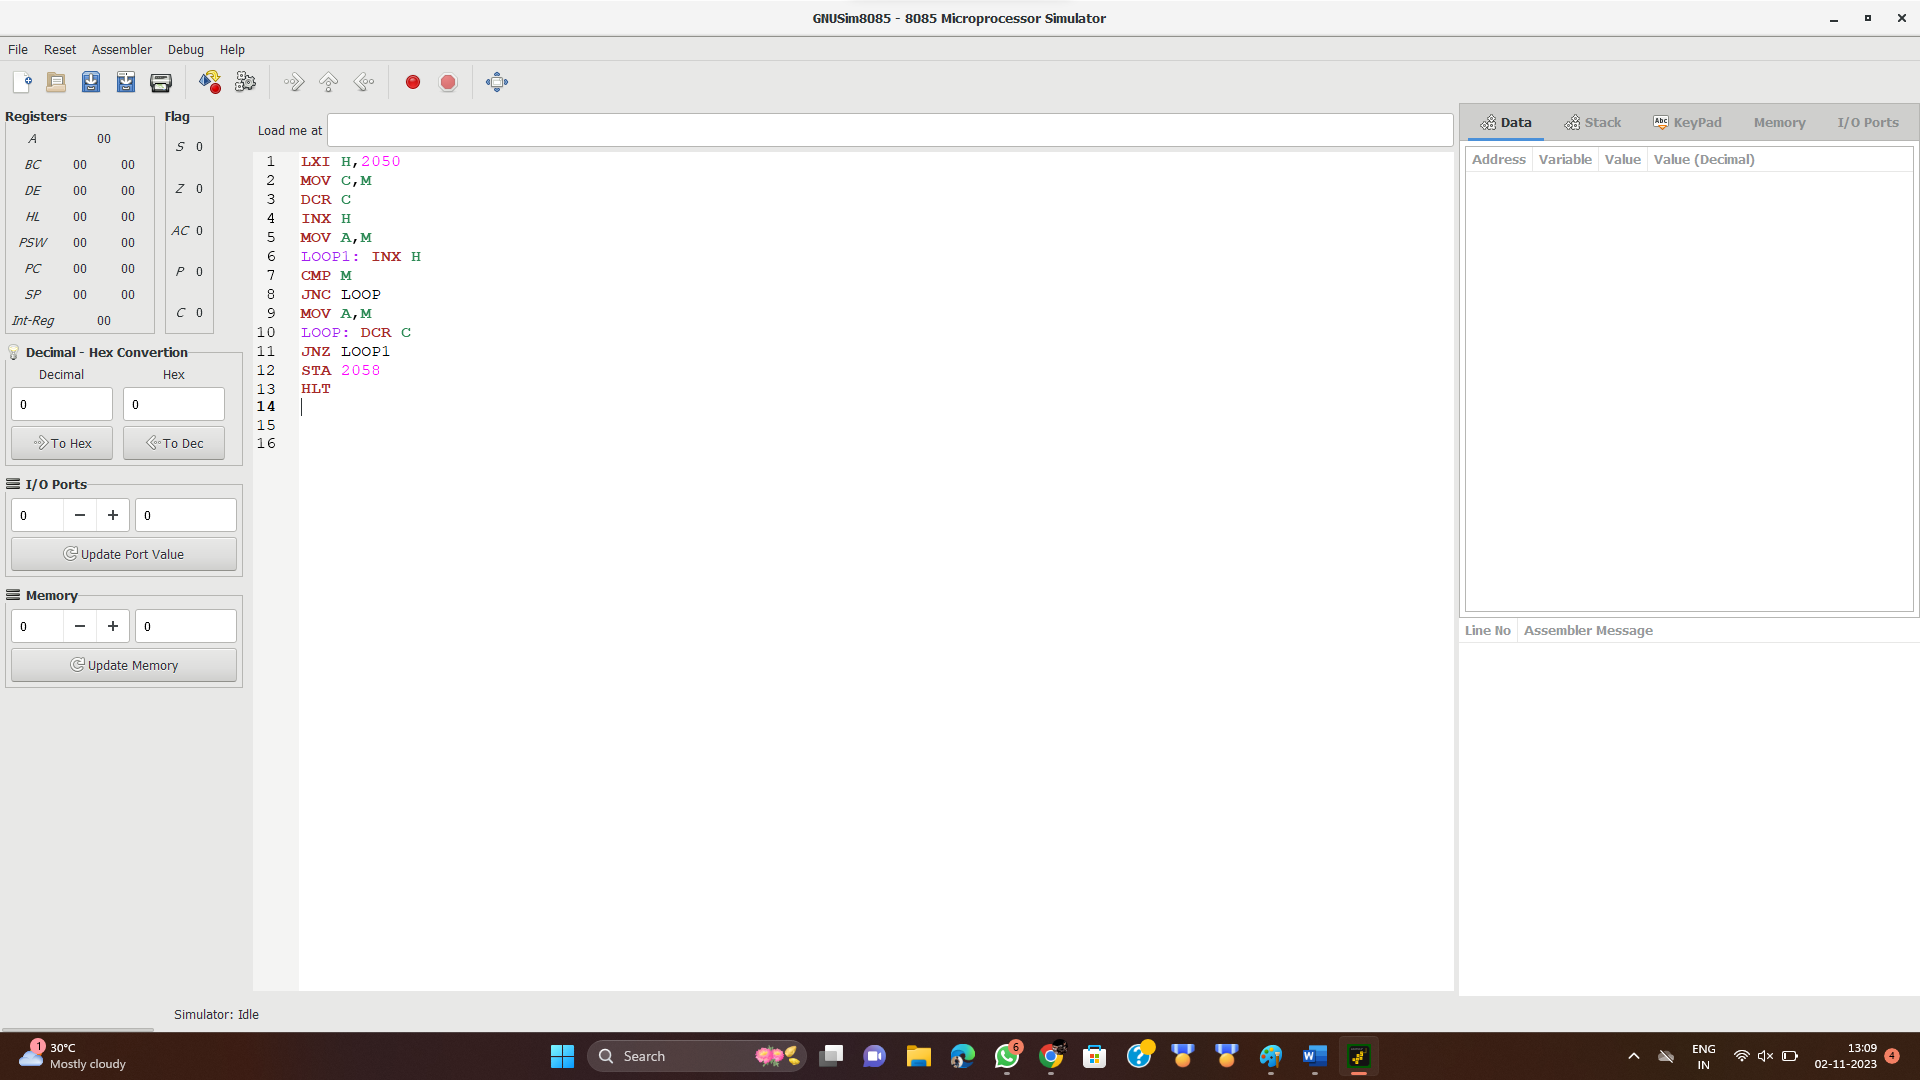 GNUSim8085 - 8085 Microprocessor Simulator
File Reset Assembler Debug Help
Registers
A 00
BC 00 00
DE 00 00
HL 00 00
PSW 00 00
PC 00 00
SP 00 00
Int-Reg 00
Flag
S 0
Z 0
AC 0
P 0
C 0
Decimal - Hex Convertion
Decimal Hex
0 0
To Hex To Dec
I/O Ports
0 − + 0
Update Port Value
Memory
0 − + 0
Update Memory
Load me at
1 LXI H,2050
2 MOV C,M
3 DCR C
4 INX H
5 MOV A,M
6 LOOP1: INX H
7 CMP M
8 JNC LOOP
9 MOV A,M
10 LOOP: DCR C
11 JNZ LOOP1
12 STA 2058
13 HLT
14
15
16
Data Stack Abc KeyPad Memory I/O Ports
Address Variable Value Value (Decimal)
Line No Assembler Message
Simulator: Idle
1 30°C
Mostly cloudy
Search
6
ENG
IN
13:09
02-11-2023
4